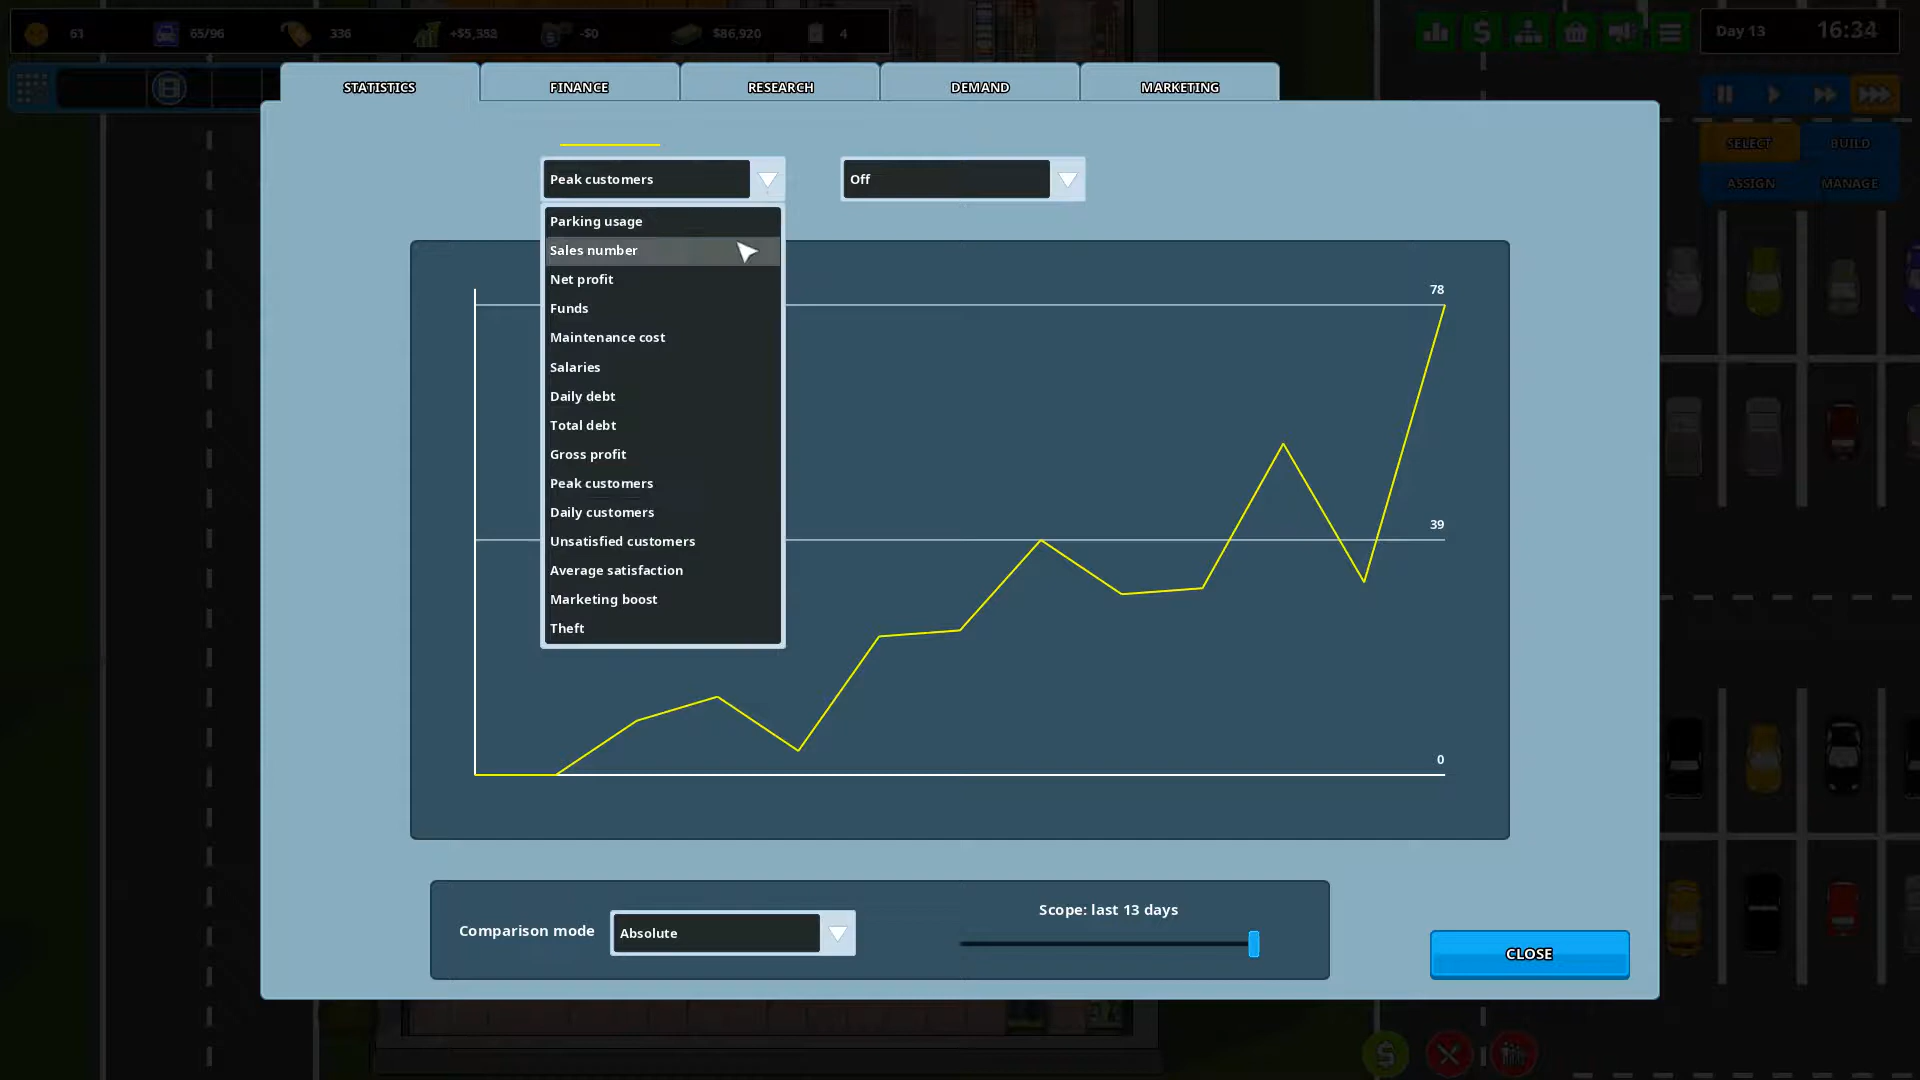 61 65/96 336 +$5,352 -$0 $86,920 4
Day 13 16:34
STATISTICS FINANCE RESEARCH DEMAND MARKETING
SELECT BUILD
ASSIGN MANAGE
Peak customers Off
Parking usage
Sales number
Net profit
Funds
Maintenance cost
Salaries
Daily debt
Total debt
Gross profit
Peak customers
Daily customers
Unsatisfied customers
Average satisfaction
Marketing boost
Theft
78
39
0
Scope: last 13 days
Comparison mode Absolute
CLOSE